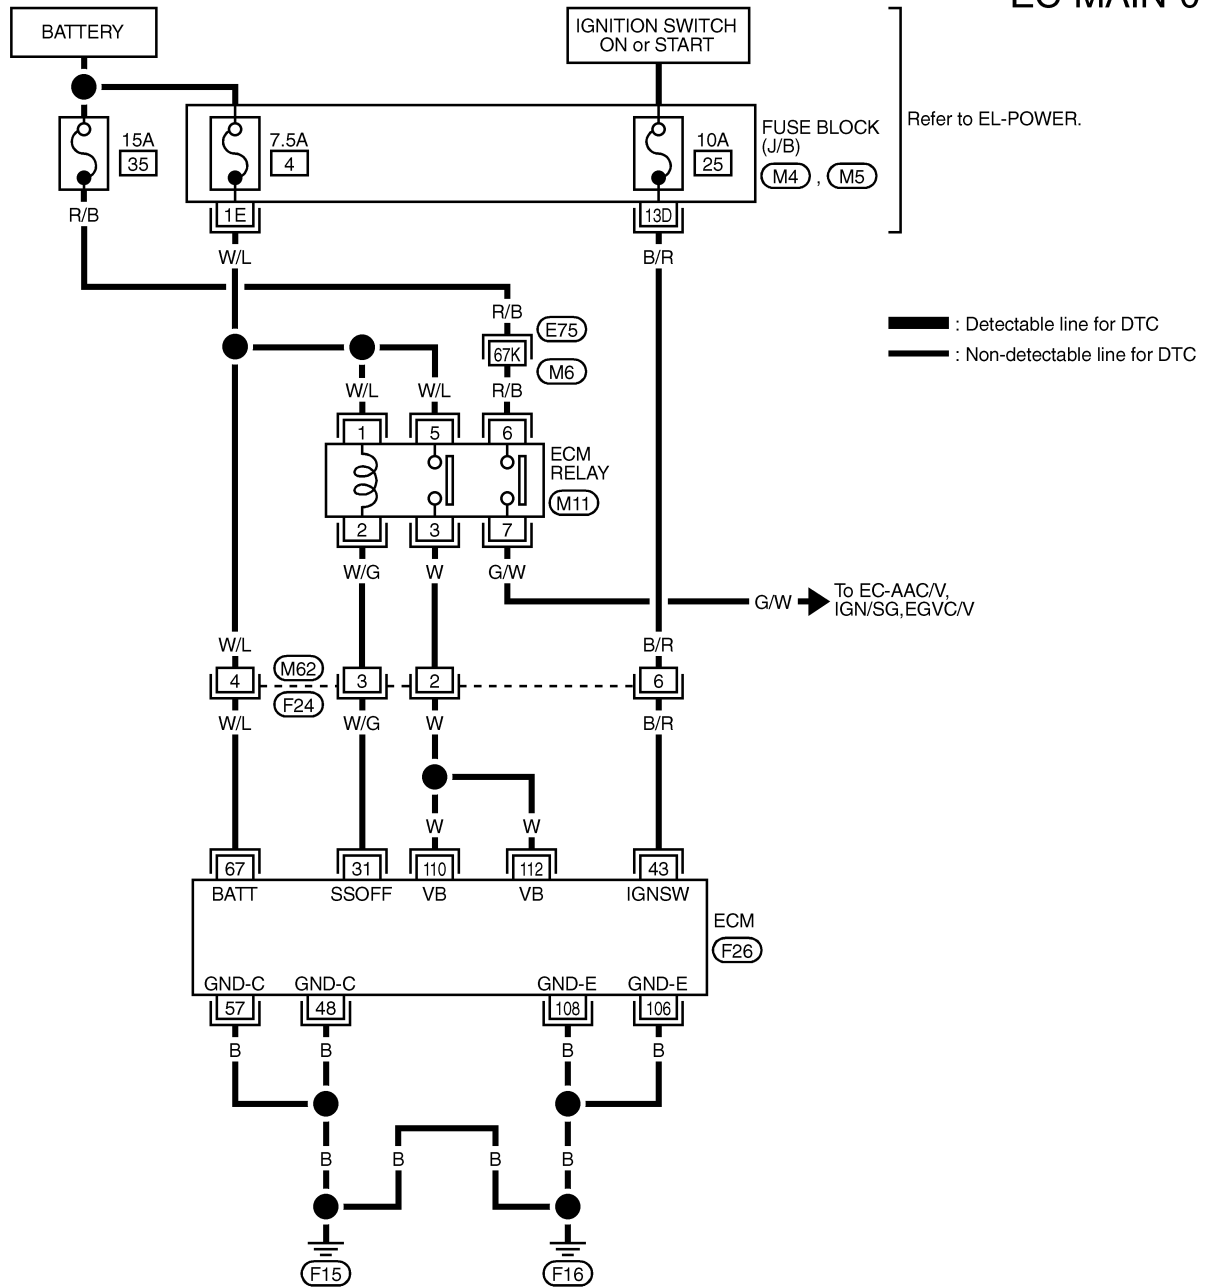 BATTERY
IGNITION SWITCH
ON or START
Refer to EL-POWER.
15A
35
7.5A
4
10A
25
FUSE BLOCK
(J/B)
M4 , M5
R/B
1E
13D
W/L
B/R
R/B
E75
67K
M6
R/B
: Detectable line for DTC
: Non-detectable line for DTC
W/L
W/L
1
5
6
ECM
RELAY
M11
2
3
7
W/G
W
G/W
G/W
To EC-AAC/V,
IGN/SG,EGVC/V
W/L
B/R
M62
4
3
2
6
F24
W/L
W/G
W
B/R
W
W
67
31
110
112
43
BATT
SSOFF
VB
VB
IGNSW
ECM
F26
GND-C
GND-C
GND-E
GND-E
57
48
108
106
B
B
B
B
B
B
B
B
F15
F16